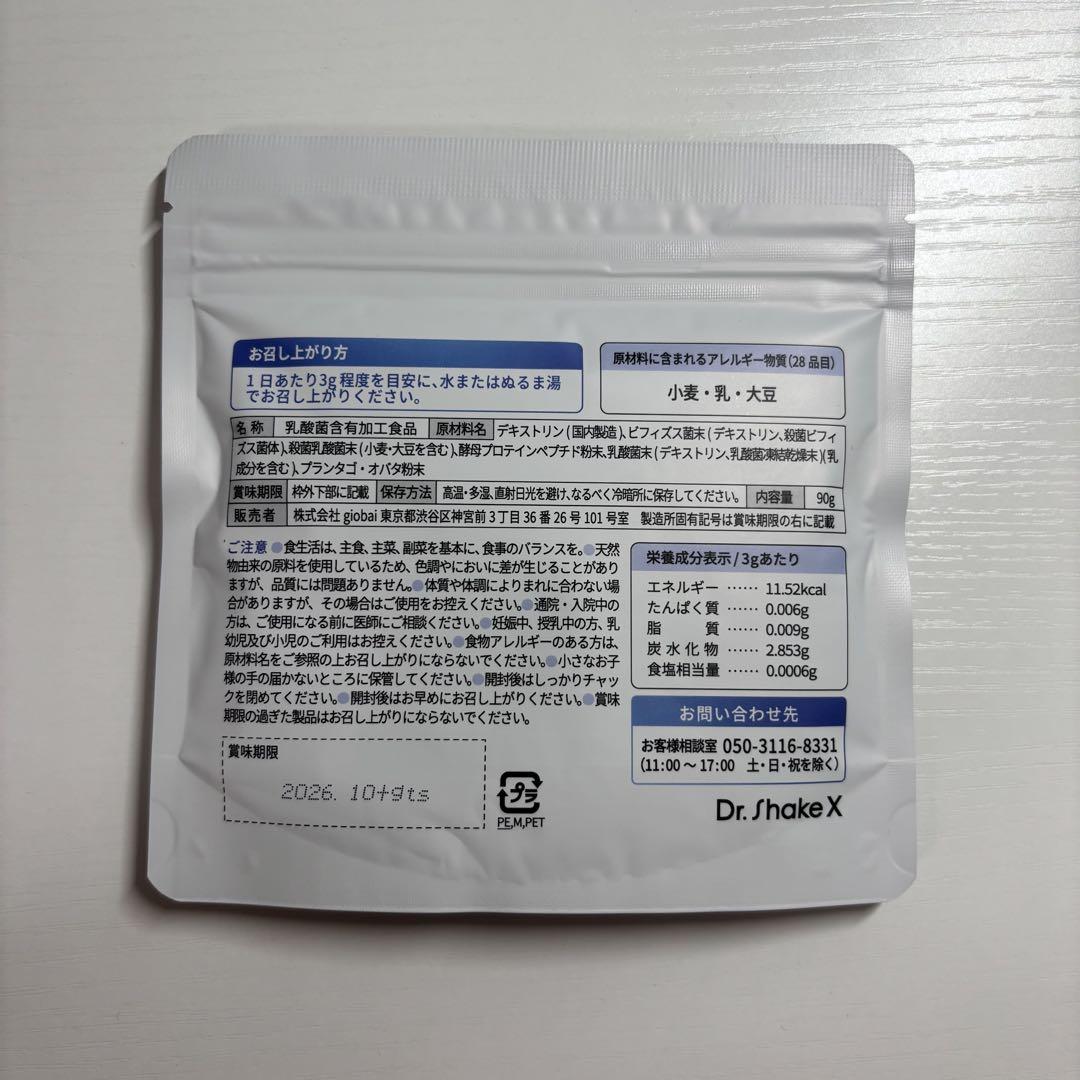 お召し上がり方
1日あたり3g程度を目安に、水またはぬるま湯
でお召し上がりください。
原材料に含まれるアレルギー物質(28品目)
小麦・乳・大豆
名称 乳酸菌含有加工食品 原材料名 デキストリン(国内製造)、ビフィズス菌末(デキストリン、殺菌ビフィ
ズス菌体)、殺菌乳酸菌末(小麦・大豆を含む)、酵母プロテインペプチド粉末、乳酸菌末(デキストリン、乳酸菌凍結乾燥末)(乳
成分を含む)、プランタゴ・オバタ粉末
賞味期限 枠外下部に記載 保存方法 高温・多湿、直射日光を避け、なるべく冷暗所に保存してください。 内容量 90g
販売者 株式会社 giobai 東京都渋谷区神宮前3丁目36番26号101号室 製造所固有記号は賞味期限の右に記載
ご注意 ●食生活は、主食、主菜、副菜を基本に、食事のバランスを。●天然
物由来の原料を使用しているため、色調やにおいに差が生じることがあり
ますが、品質には問題ありません。●体質や体調によりまれに合わない場
合がありますが、その場合はご使用をお控えください。●通院・入院中の
方は、ご使用になる前に医師にご相談ください。●妊娠中、授乳中の方、乳
幼児及び小児のご利用はお控えください。●食物アレルギーのある方は、
原材料名をご参照の上お召し上がりにならないでください。●小さなお子
様の手の届かないところに保管してください。●開封後はしっかりチャッ
クを閉めてください。●開封後はお早めにお召し上がりください。●賞味
期限の過ぎた製品はお召し上がりにならないでください。
栄養成分表示/3gあたり
エネルギー …… 11.52kcal
たんぱく質 …… 0.006g
脂質 …… 0.009g
炭水化物 …… 2.853g
食塩相当量 …… 0.0006g
お問い合わせ先
お客様相談室 050-3116-8331
(11:00～17:00 土・日・祝を除く)
賞味期限
2026.10+gts
プラ
PE,M,PET
Dr.Shake X